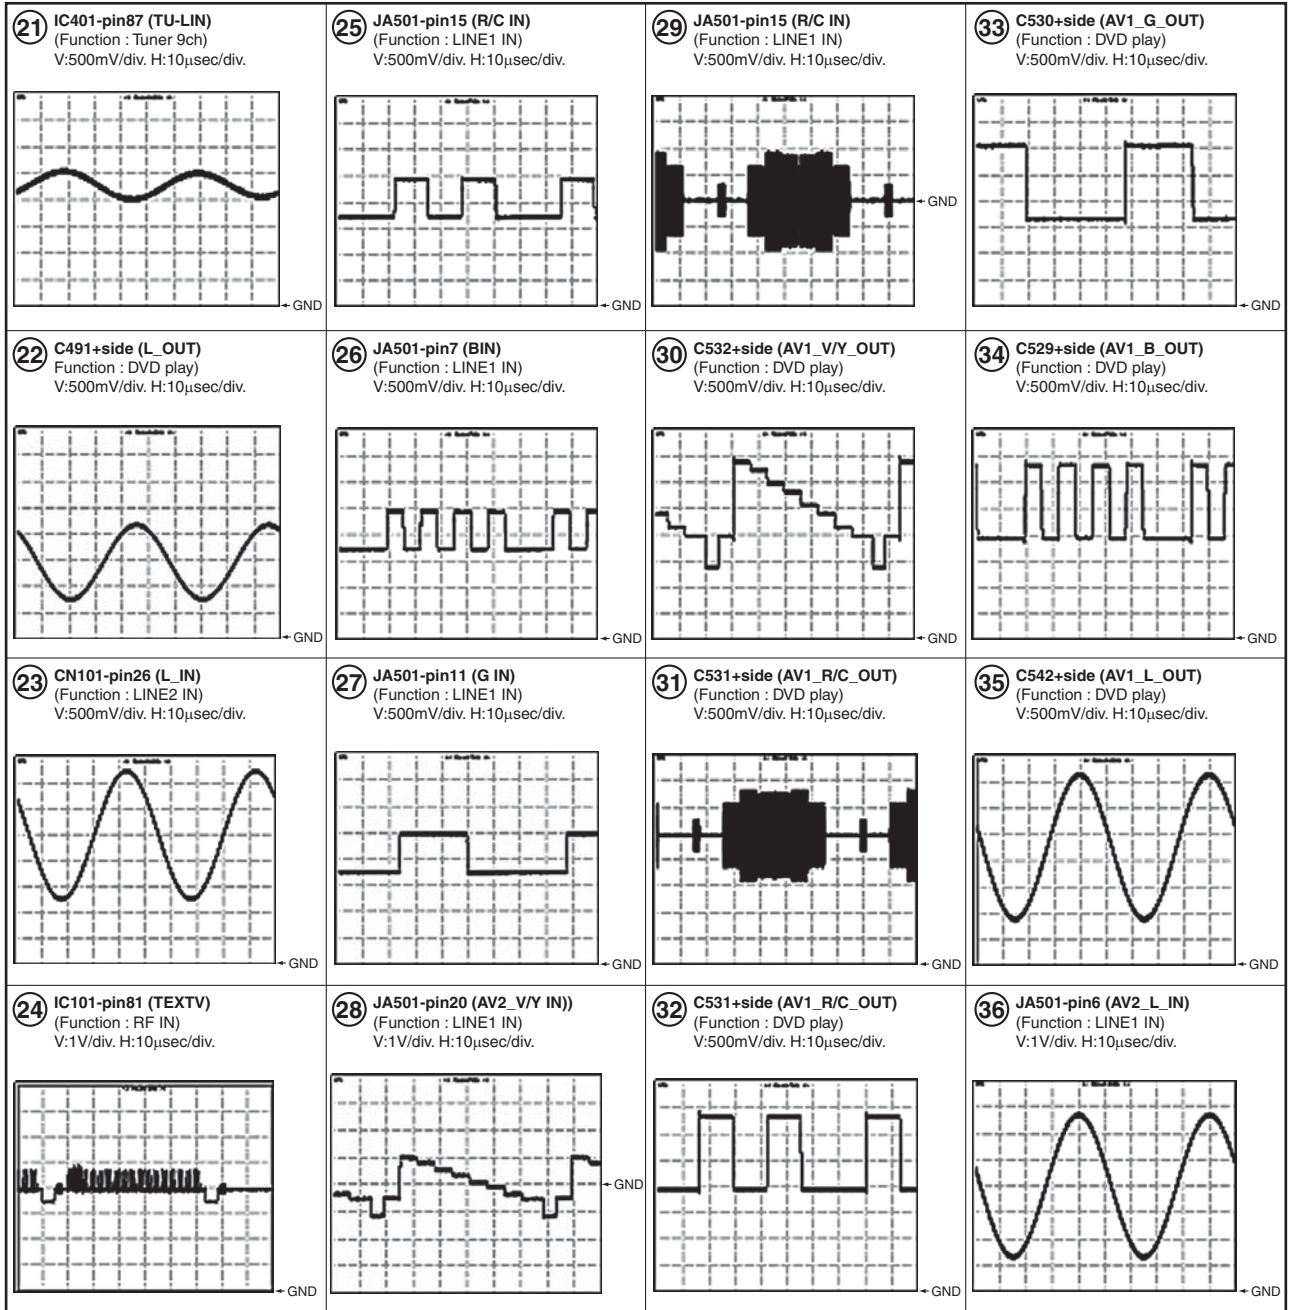 21 IC401-pin87 (TU-LIN)
(Function : Tuner 9ch)
V:500mV/div. H:10µsec/div.
GND
25 JA501-pin15 (R/C IN)
(Function : LINE1 IN)
V:500mV/div. H:10µsec/div.
GND
29 JA501-pin15 (R/C IN)
(Function : LINE1 IN)
V:500mV/div. H:10µsec/div.
GND
33 C530+side (AV1_G_OUT)
(Function : DVD play)
V:500mV/div. H:10µsec/div.
GND
22 C491+side (L_OUT)
Function : DVD play)
V:500mV/div. H:10µsec/div.
GND
26 JA501-pin7 (BIN)
(Function : LINE1 IN)
V:500mV/div. H:10µsec/div.
GND
30 C532+side (AV1_V/Y_OUT)
(Function : DVD play)
V:500mV/div. H:10µsec/div.
GND
34 C529+side (AV1_B_OUT)
(Function : DVD play)
V:500mV/div. H:10µsec/div.
GND
23 CN101-pin26 (L_IN)
(Function : LINE2 IN)
V:500mV/div. H:10µsec/div.
GND
27 JA501-pin11 (G IN)
(Function : LINE1 IN)
V:500mV/div. H:10µsec/div.
GND
31 C531+side (AV1_R/C_OUT)
(Function : DVD play)
V:500mV/div. H:10µsec/div.
GND
35 C542+side (AV1_L_OUT)
(Function : DVD play)
V:500mV/div. H:10µsec/div.
GND
24 IC101-pin81 (TEXTV)
(Function : RF IN)
V:1V/div. H:10µsec/div.
GND
28 JA501-pin20 (AV2_V/Y IN))
(Function : LINE1 IN)
V:1V/div. H:10µsec/div.
GND
32 C531+side (AV1_R/C_OUT)
(Function : DVD play)
V:500mV/div. H:10µsec/div.
GND
36 JA501-pin6 (AV2_L_IN)
(Function : LINE1 IN)
V:1V/div. H:10µsec/div.
GND